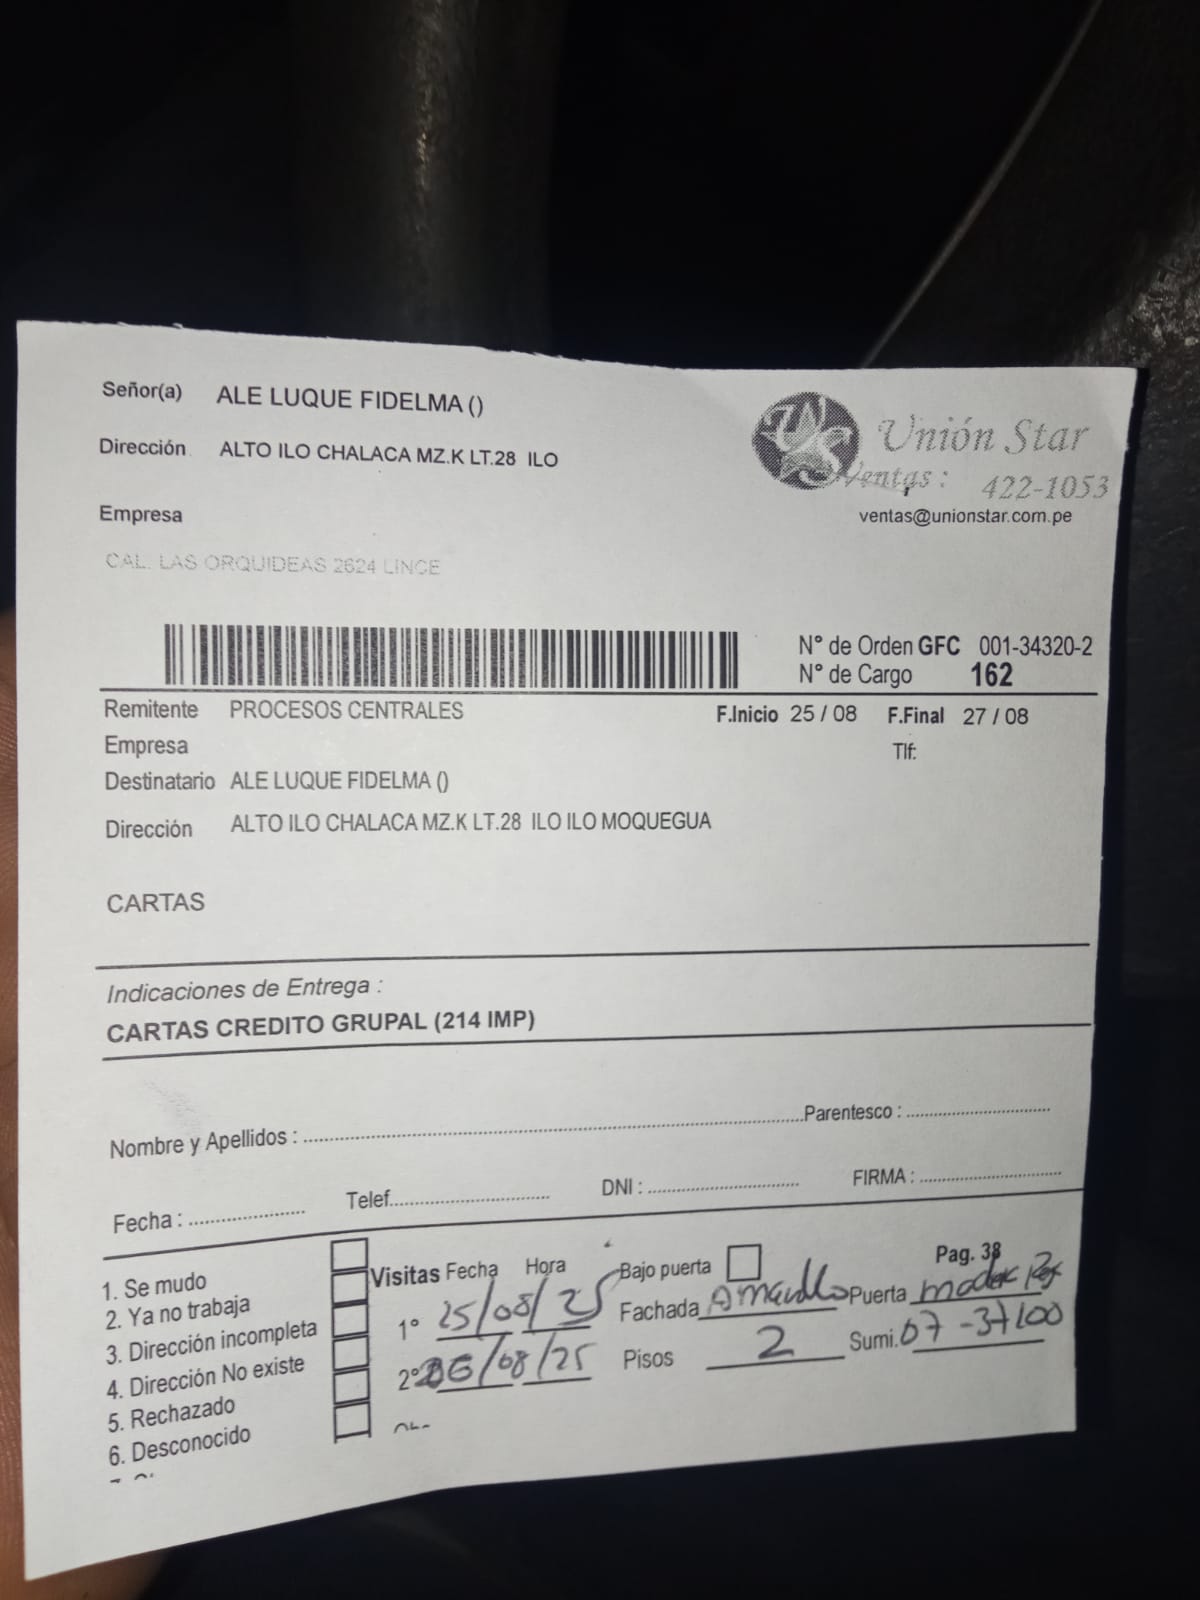 Señor(a) ALE LUQUE FIDELMA ()
Dirección ALTO ILO CHALACA MZ.K LT.28 ILO
Unión Star
Ventas : 422-1053
ventas@unionstar.com.pe
Empresa
CAL. LAS ORQUIDEAS 2624 LINCE
N° de Orden GFC 001-34320-2
N° de Cargo 162
Remitente PROCESOS CENTRALES F.Inicio 25 / 08 F.Final 27 / 08
Empresa Tlf:
Destinatario ALE LUQUE FIDELMA ()
Dirección ALTO ILO CHALACA MZ.K LT.28 ILO ILO MOQUEGUA
CARTAS
Indicaciones de Entrega :
CARTAS CREDITO GRUPAL (214 IMP)
Nombre y Apellidos : Parentesco :
Fecha : Telef. DNI : FIRMA :
1. Se mudo
2. Ya no trabaja
3. Dirección incompleta
4. Dirección No existe
5. Rechazado
6. Desconocido
Visitas Fecha Hora Bajo puerta Pag. 38
1° 25/08/25 Fachada Amarillo Puerta
2° 26/08/25 Pisos 2 Sumi. 07-37100